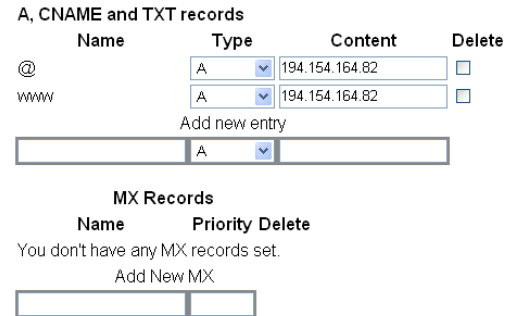 A, CNAME and TXT records
Name Type Content Delete
@ A 194.154.164.82
www A 194.154.164.82
Add new entry
A
MX Records
Name Priority Delete
You don't have any MX records set.
Add New MX